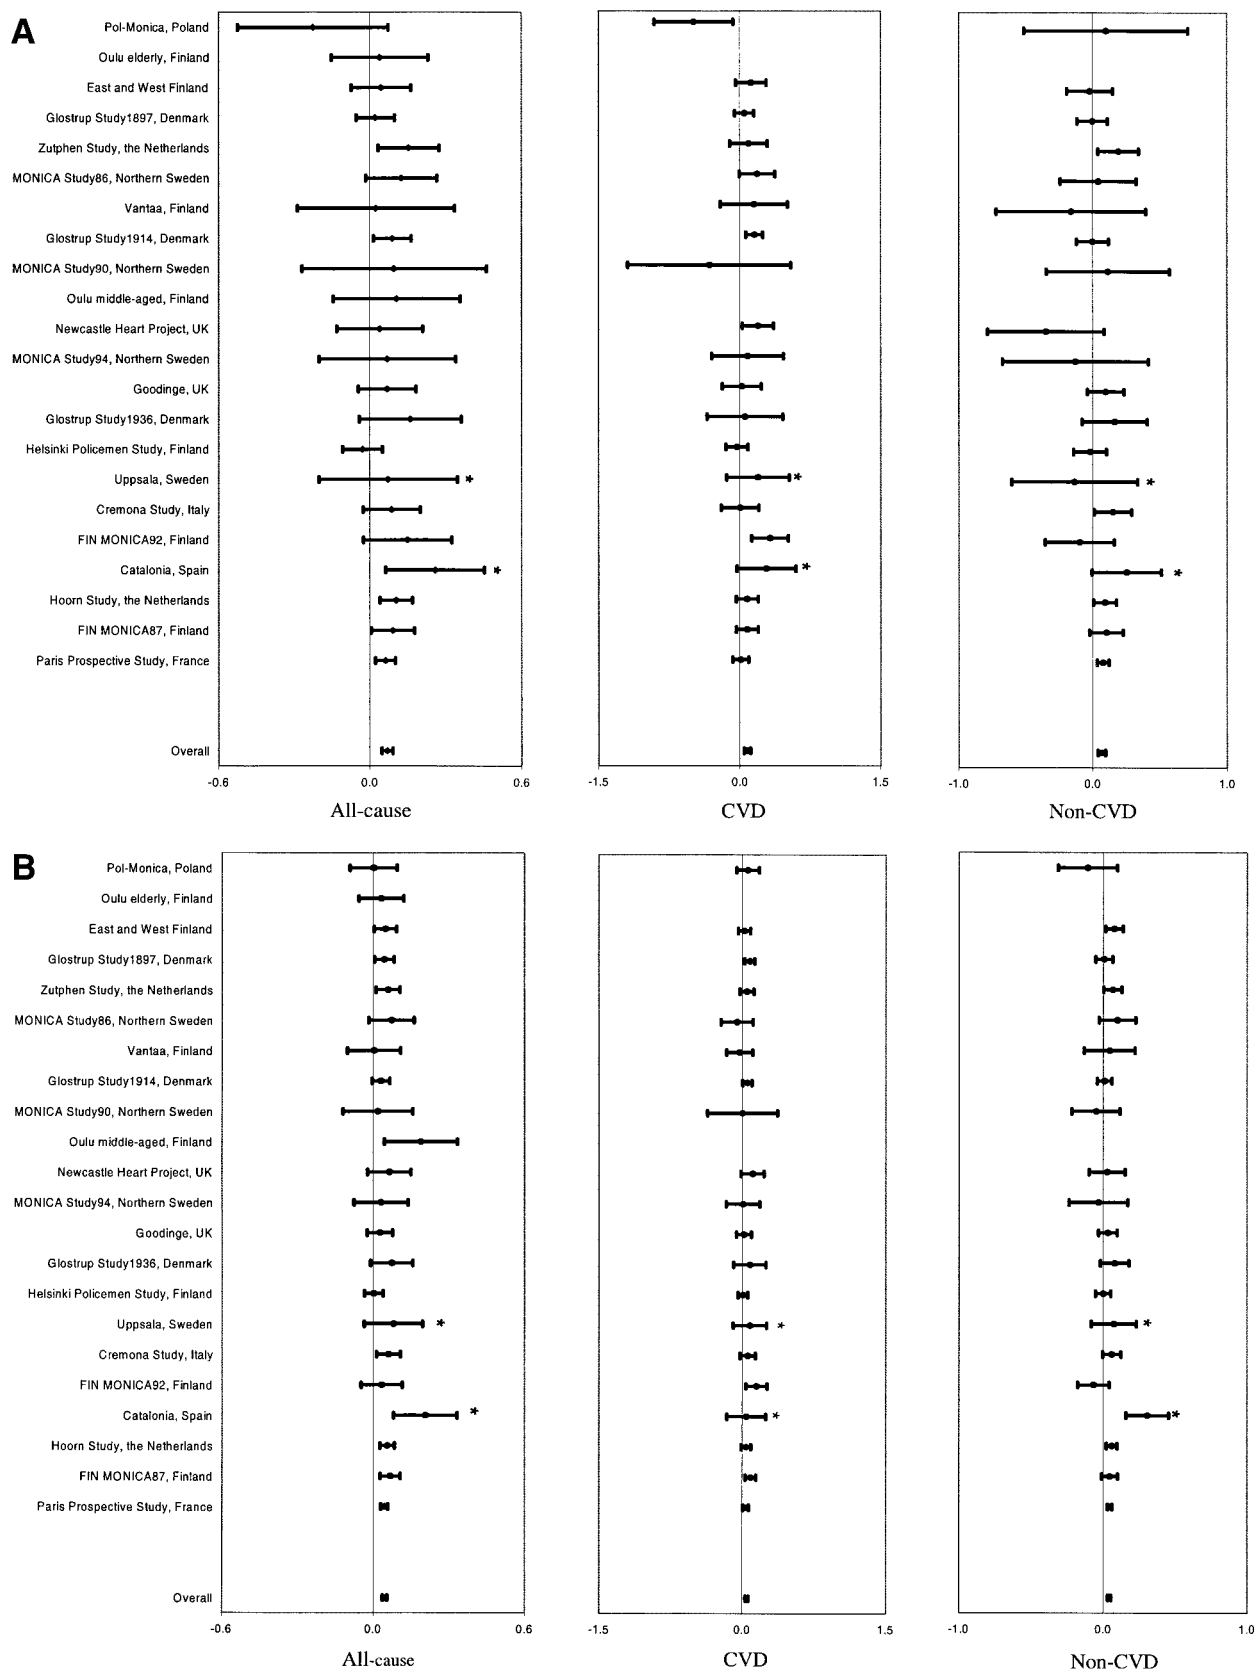 A
Pol-Monica, Poland
Oulu elderly, Finland
East and West Finland
Glostrup Study1897, Denmark
Zutphen Study, the Netherlands
MONICA Study86, Northern Sweden
Vantaa, Finland
Glostrup Study1914, Denmark
MONICA Study90, Northern Sweden
Oulu middle-aged, Finland
Newcastle Heart Project, UK
MONICA Study94, Northern Sweden
Goodinge, UK
Glostrup Study1936, Denmark
Helsinki Policemen Study, Finland
Uppsala, Sweden * * *
Cremona Study, Italy
FIN MONICA92, Finland
Catalonia, Spain * * *
Hoorn Study, the Netherlands
FIN MONICA87, Finland
Paris Prospective Study, France
Overall
-0.6 0.0 0.6 -1.5 0.0 1.5 -1.0 0.0 1.0
All-cause CVD Non-CVD
B
Pol-Monica, Poland
Oulu elderly, Finland
East and West Finland
Glostrup Study1897, Denmark
Zutphen Study, the Netherlands
MONICA Study86, Northern Sweden
Vantaa, Finland
Glostrup Study1914, Denmark
MONICA Study90, Northern Sweden
Oulu middle-aged, Finland
Newcastle Heart Project, UK
MONICA Study94, Northern Sweden
Goodinge, UK
Glostrup Study1936, Denmark
Helsinki Policemen Study, Finland
Uppsala, Sweden * * *
Cremona Study, Italy
FIN MONICA92, Finland
Catalonia, Spain * * *
Hoorn Study, the Netherlands
FIN MONICA87, Finland
Paris Prospective Study, France
Overall
-0.6 0.0 0.6 -1.5 0.0 1.5 -1.0 0.0 1.0
All-cause CVD Non-CVD